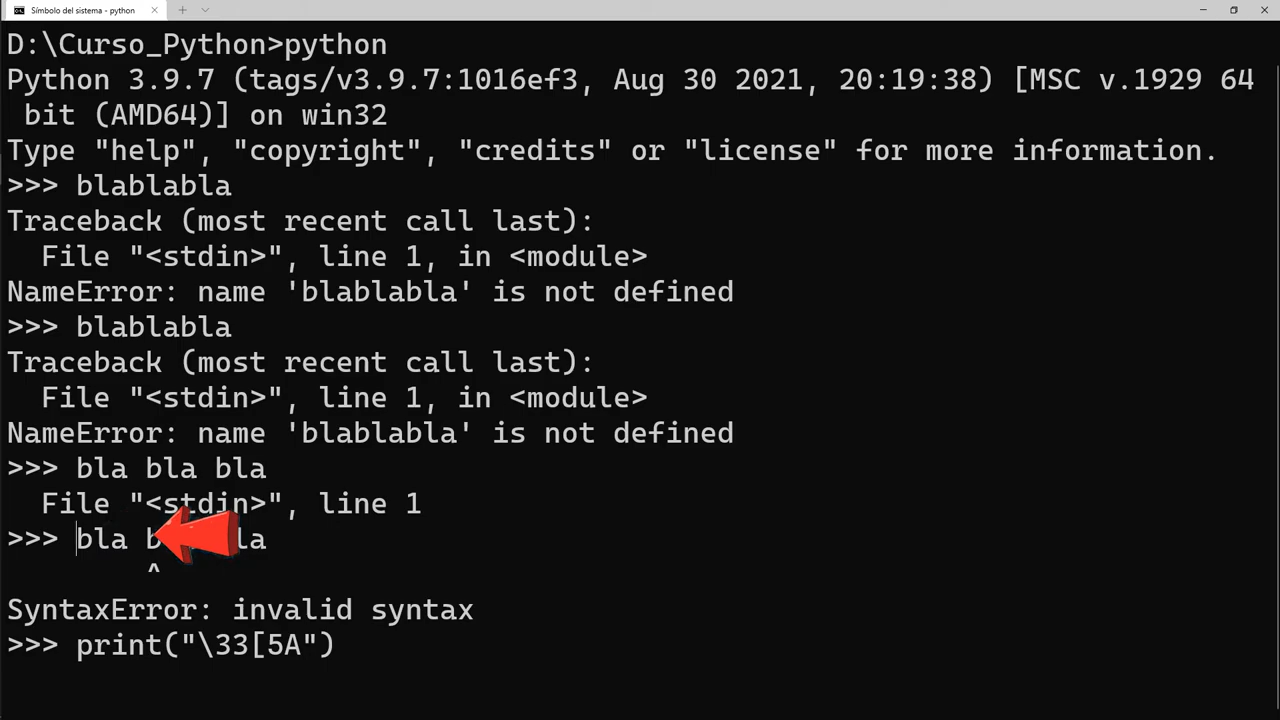 Símbolo del sistema - python
D:\Curso_Python>python
Python 3.9.7 (tags/v3.9.7:1016ef3, Aug 30 2021, 20:19:38) [MSC v.1929 64
bit (AMD64)] on win32
Type "help", "copyright", "credits" or "license" for more information.
>>> blablabla
Traceback (most recent call last):
  File "<stdin>", line 1, in <module>
NameError: name 'blablabla' is not defined
>>> blablabla
Traceback (most recent call last):
  File "<stdin>", line 1, in <module>
NameError: name 'blablabla' is not defined
>>> bla bla bla
  File "<stdin>", line 1
>>> bla
^
SyntaxError: invalid syntax
>>> print("\33[5A")